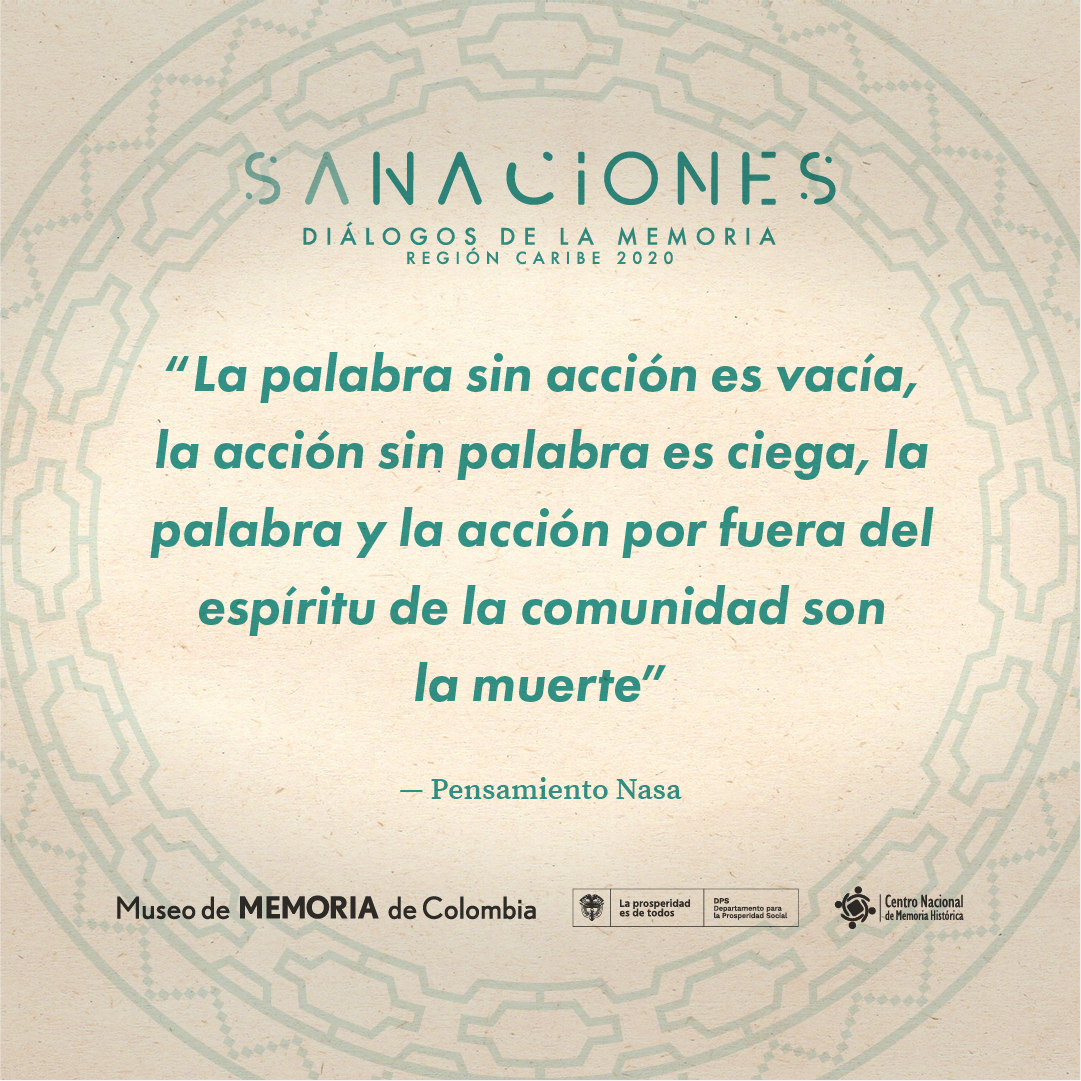 SANACIONES
DIÁLOGOS DE LA MEMORIA
REGIÓN CARIBE 2020
“La palabra sin acción es vacía,
la acción sin palabra es ciega, la
palabra y la acción por fuera del
espíritu de la comunidad son
la muerte”
— Pensamiento Nasa
Museo de MEMORIA de Colombia
La prosperidad
es de todos
DPS
Departamento para
la Prosperidad Social
Centro Nacional
de Memoria Histórica